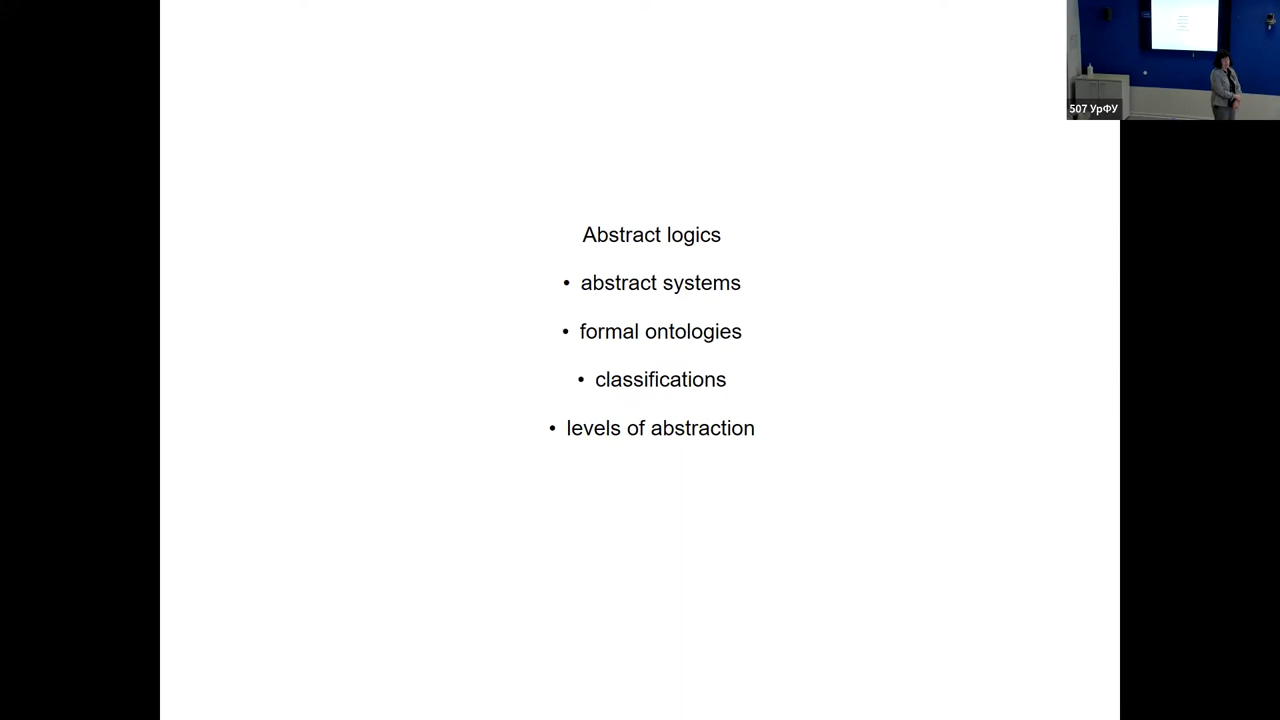 Abstract logics
• abstract systems
• formal ontologies
• classifications
• levels of abstraction
507 УрФУ